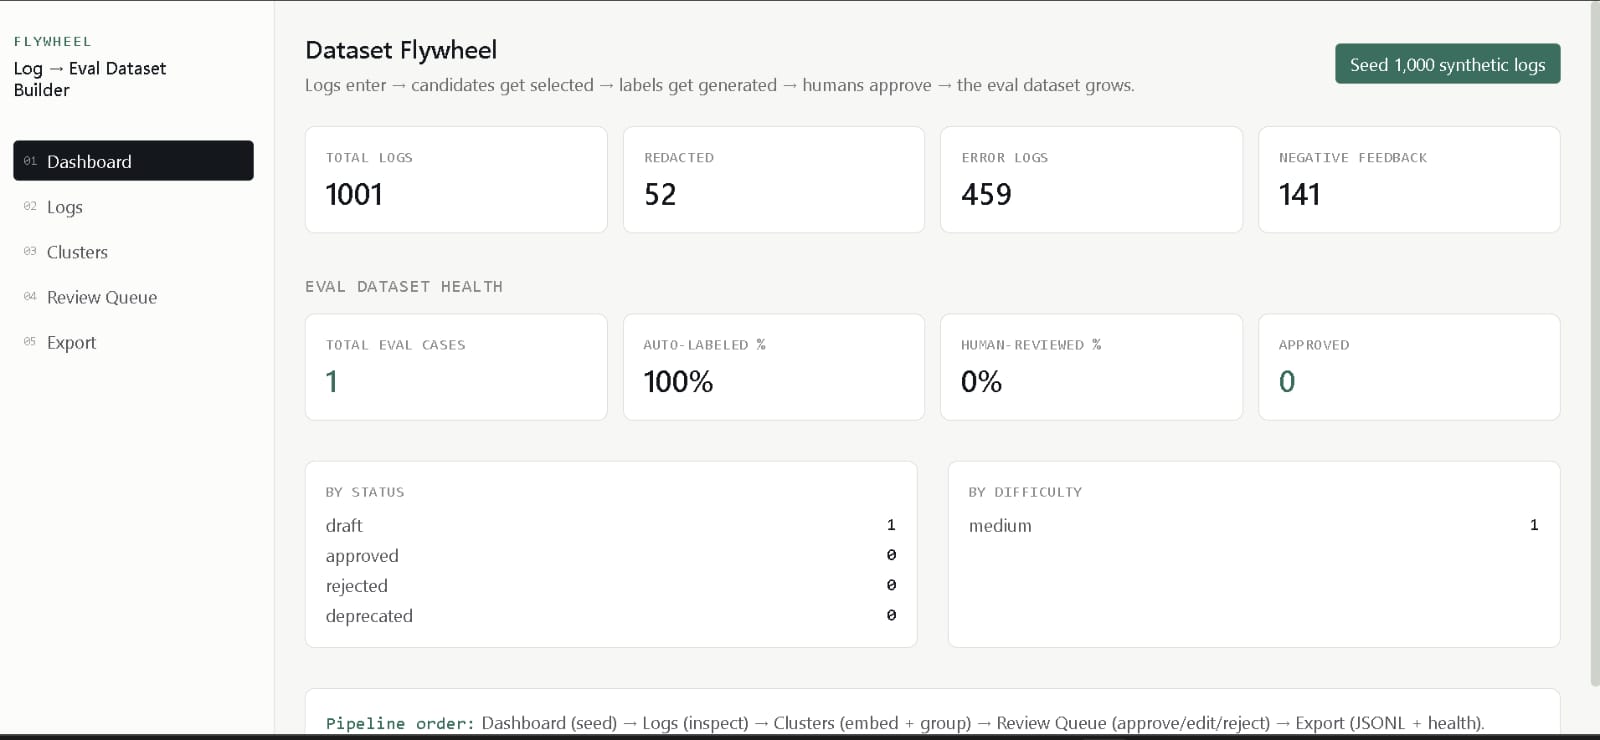 FLYWHEEL
Log → Eval Dataset
Builder
01 Dashboard
02 Logs
03 Clusters
04 Review Queue
05 Export
Dataset Flywheel
Logs enter → candidates get selected → labels get generated → humans approve → the eval dataset grows.
Seed 1,000 synthetic logs
TOTAL LOGS
1001
REDACTED
52
ERROR LOGS
459
NEGATIVE FEEDBACK
141
EVAL DATASET HEALTH
TOTAL EVAL CASES
1
AUTO-LABELED %
100%
HUMAN-REVIEWED %
0%
APPROVED
0
BY STATUS
draft 1
approved 0
rejected 0
deprecated 0
BY DIFFICULTY
medium 1
Pipeline order: Dashboard (seed) → Logs (inspect) → Clusters (embed + group) → Review Queue (approve/edit/reject) → Export (JSONL + health).